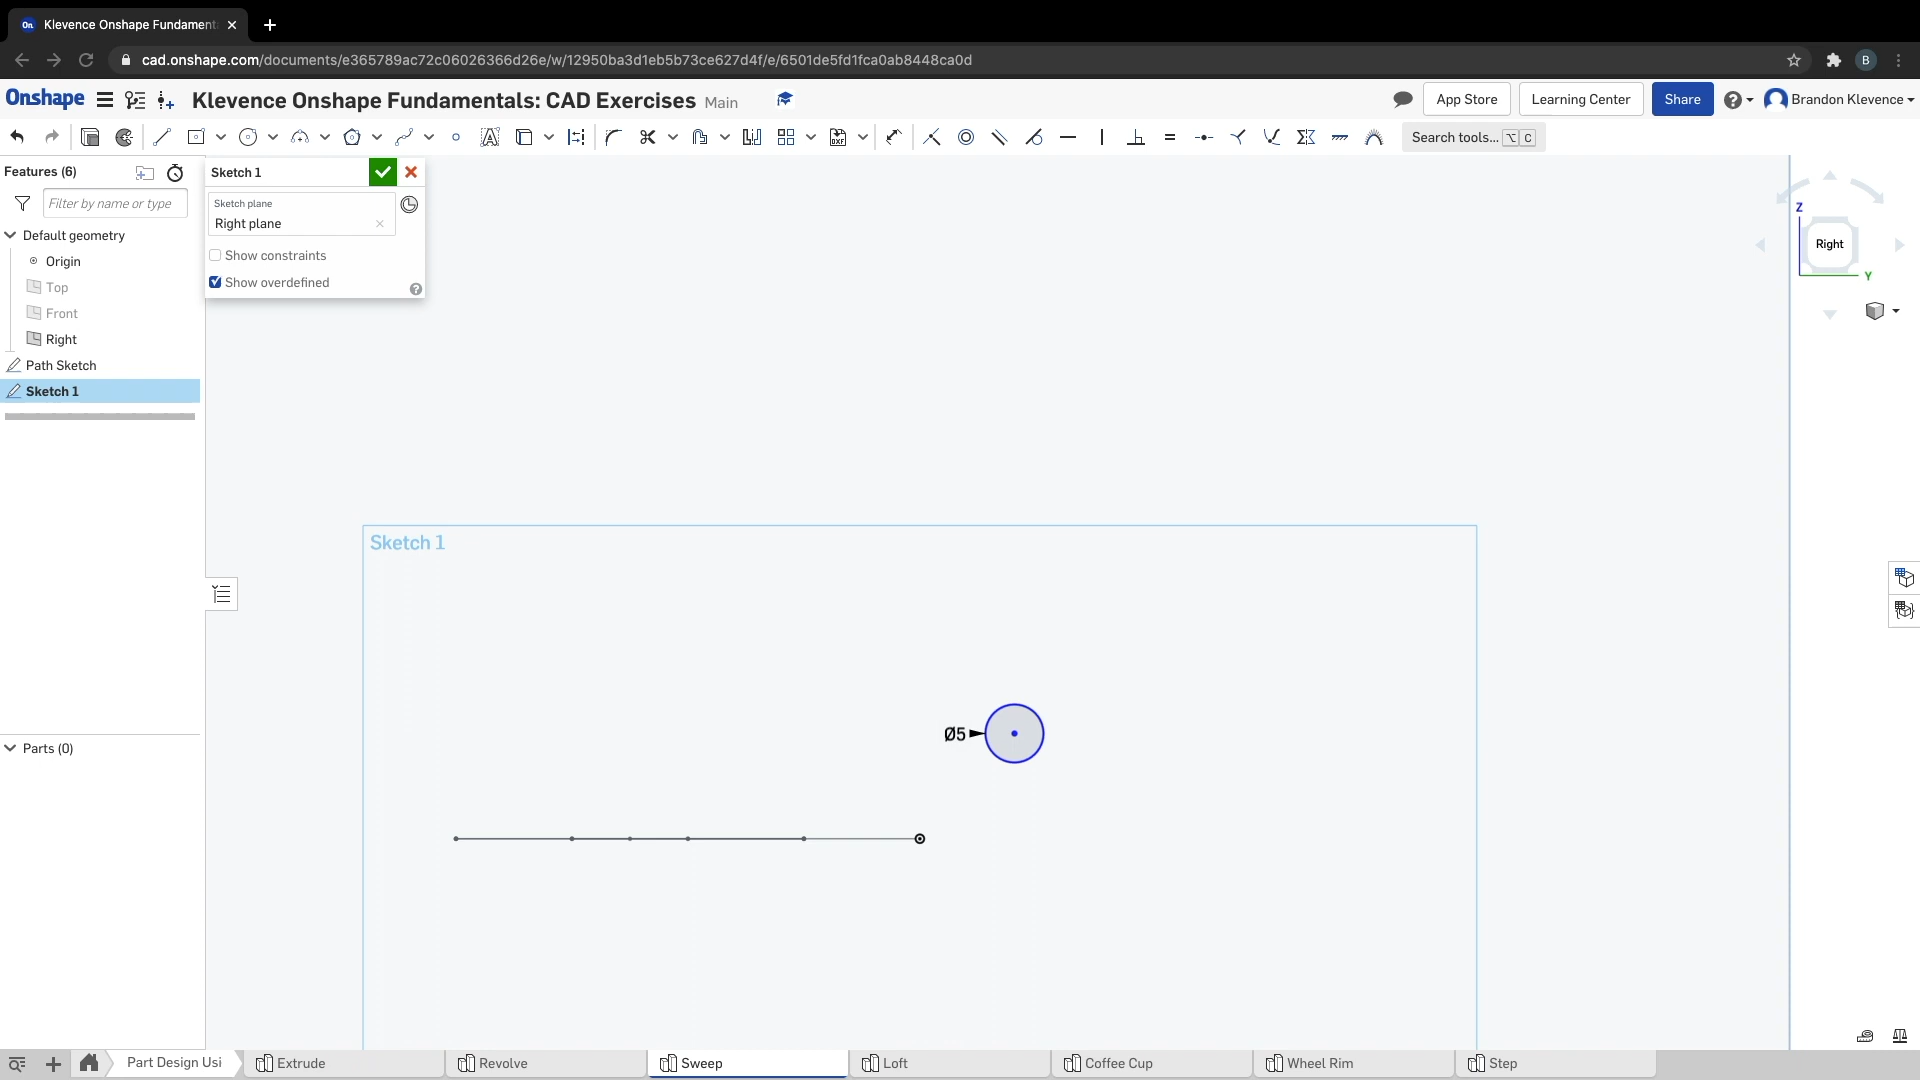 Klevence Onshape Fundament
cad.onshape.com/documents/e365789ac72c06026366d26e/w/12950ba3d1eb5b73ce627d4f/e/6501de5fd1fca0ab8448ca0d
B
Onshape
Klevence Onshape Fundamentals: CAD Exercises Main
App Store
Learning Center
Share
Brandon Klevence
Search tools... ⌥ C
Features (6)
Sketch 1
Filter by name or type
Sketch plane
Right plane
Show constraints
Show overdefined
Default geometry
Origin
Top
Front
Right
Path Sketch
Sketch 1
Z
Right
Y
Sketch 1
Ø5
Parts (0)
Part Design Usi
Extrude
Revolve
Sweep
Loft
Coffee Cup
Wheel Rim
Step